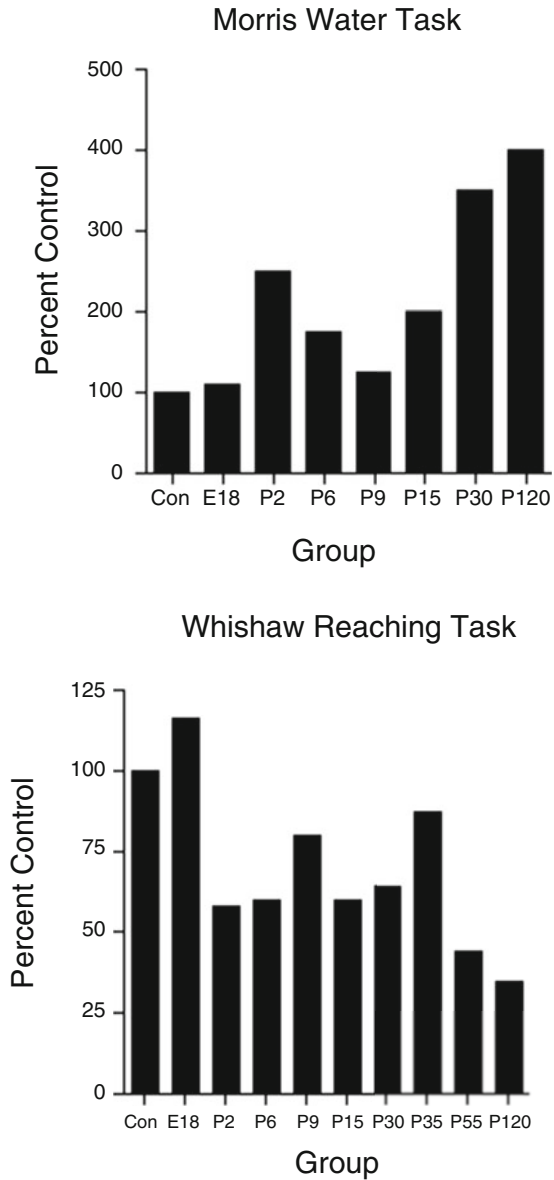 Morris Water Task
500
400
300
200
100
0
Percent Control
Con E18 P2 P6 P9 P15 P30 P120
Group
Whishaw Reaching Task
125
100
75
50
25
0
Percent Control
Con E18 P2 P6 P9 P15 P30 P35 P55 P120
Group